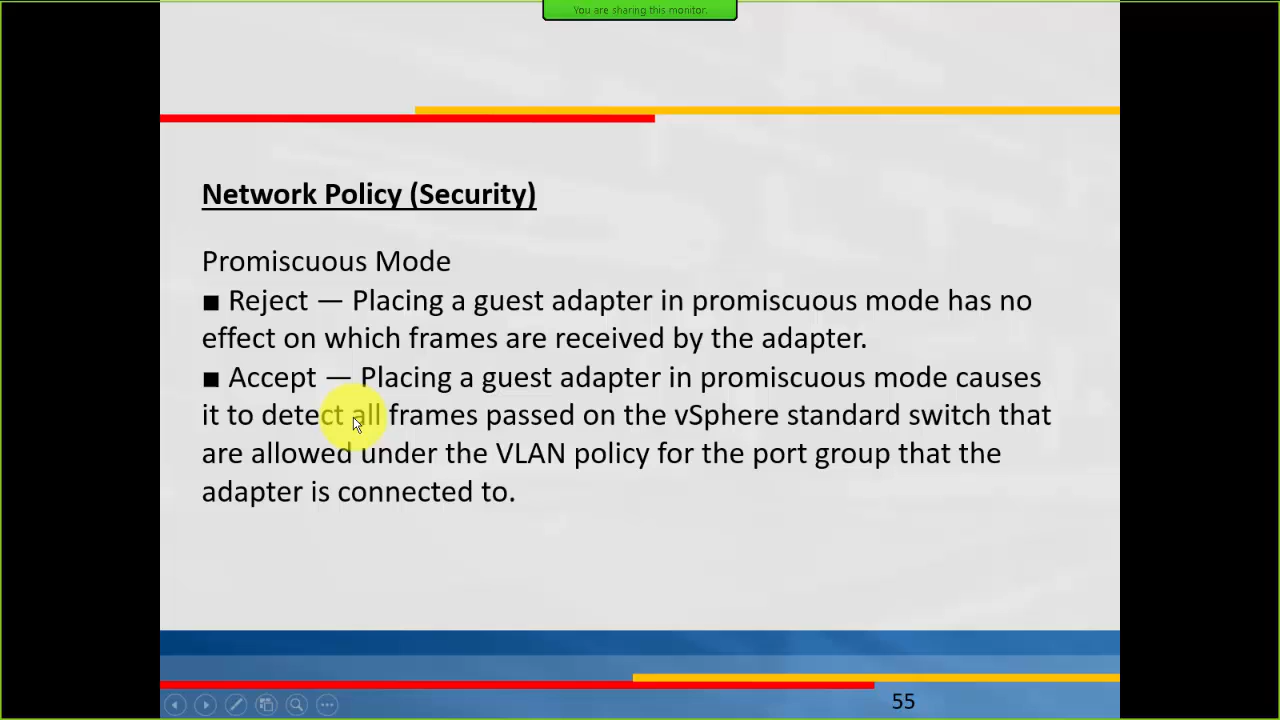 You are sharing this monitor.
Network Policy (Security)
Promiscuous Mode
■ Reject — Placing a guest adapter in promiscuous mode has no
effect on which frames are received by the adapter.
■ Accept — Placing a guest adapter in promiscuous mode causes
it to detect all frames passed on the vSphere standard switch that
are allowed under the VLAN policy for the port group that the
adapter is connected to.
55